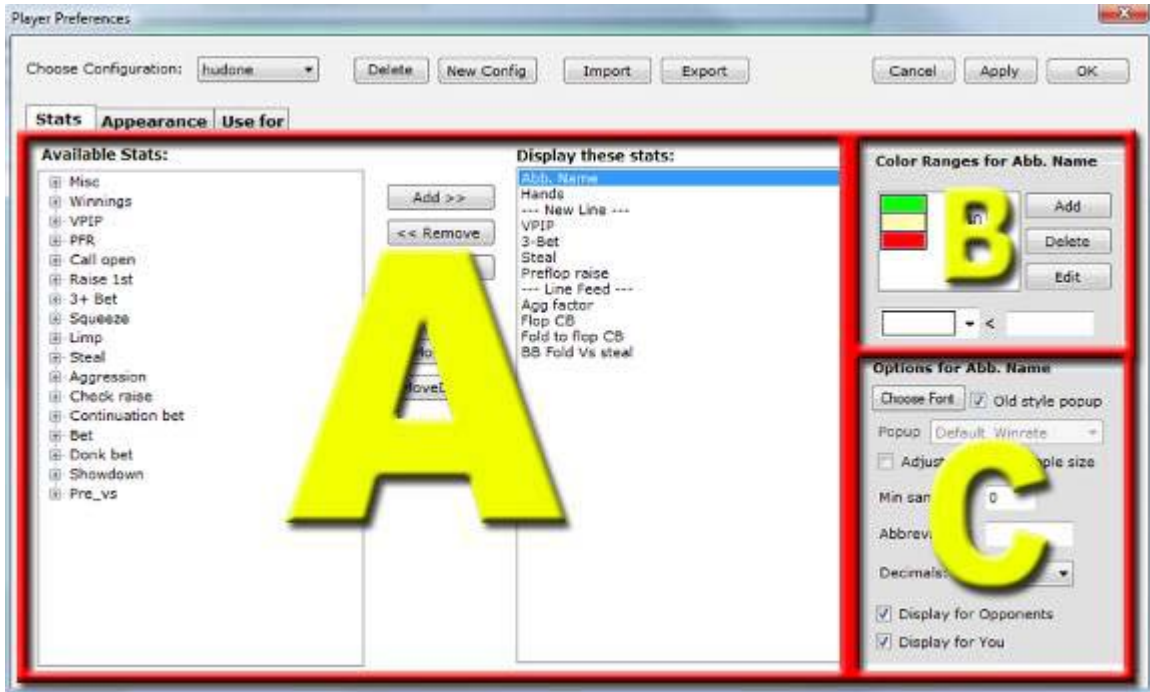 Player Preferences
Choose Configuration: hudone Delete New Config Import Export Cancel Apply OK
Stats Appearance Use for
Available Stats:
Misc
Winnings
VPIP
PFR
Call open
Raise 1st
3+ Bet
Squeeze
Limp
Steal
Aggression
Check raise
Continuation bet
Bet
Donk bet
Showdown
Pre_vs
Add >>
<< Remove
A
Display these stats:
Abb. Name
Hands
--- New Line ---
VPIP
3-Bet
Steal
Preflop raise
--- Line Feed ---
Agg factor
Flop CB
Fold to flop CB
BB Fold Vs steal
Color Ranges for Abb. Name
B
Add
Delete
Edit
<
Options for Abb. Name
Choose Font Old style popup
Popup Default Winrate
Adjust size
C
Min 0
Decimals:
Display for Opponents
Display for You